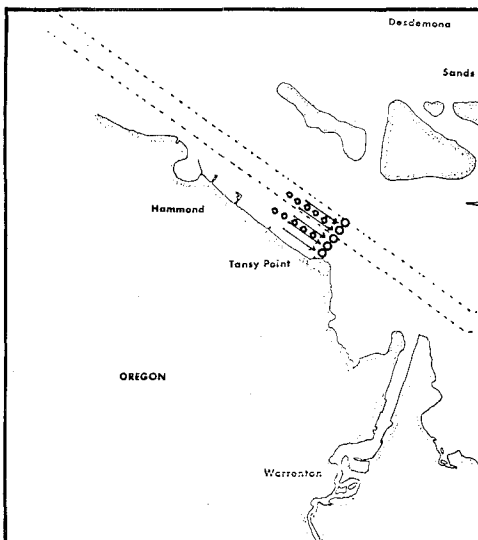 Desdemona
Sands
Hammond
Tansy Point
OREGON
Warrenton